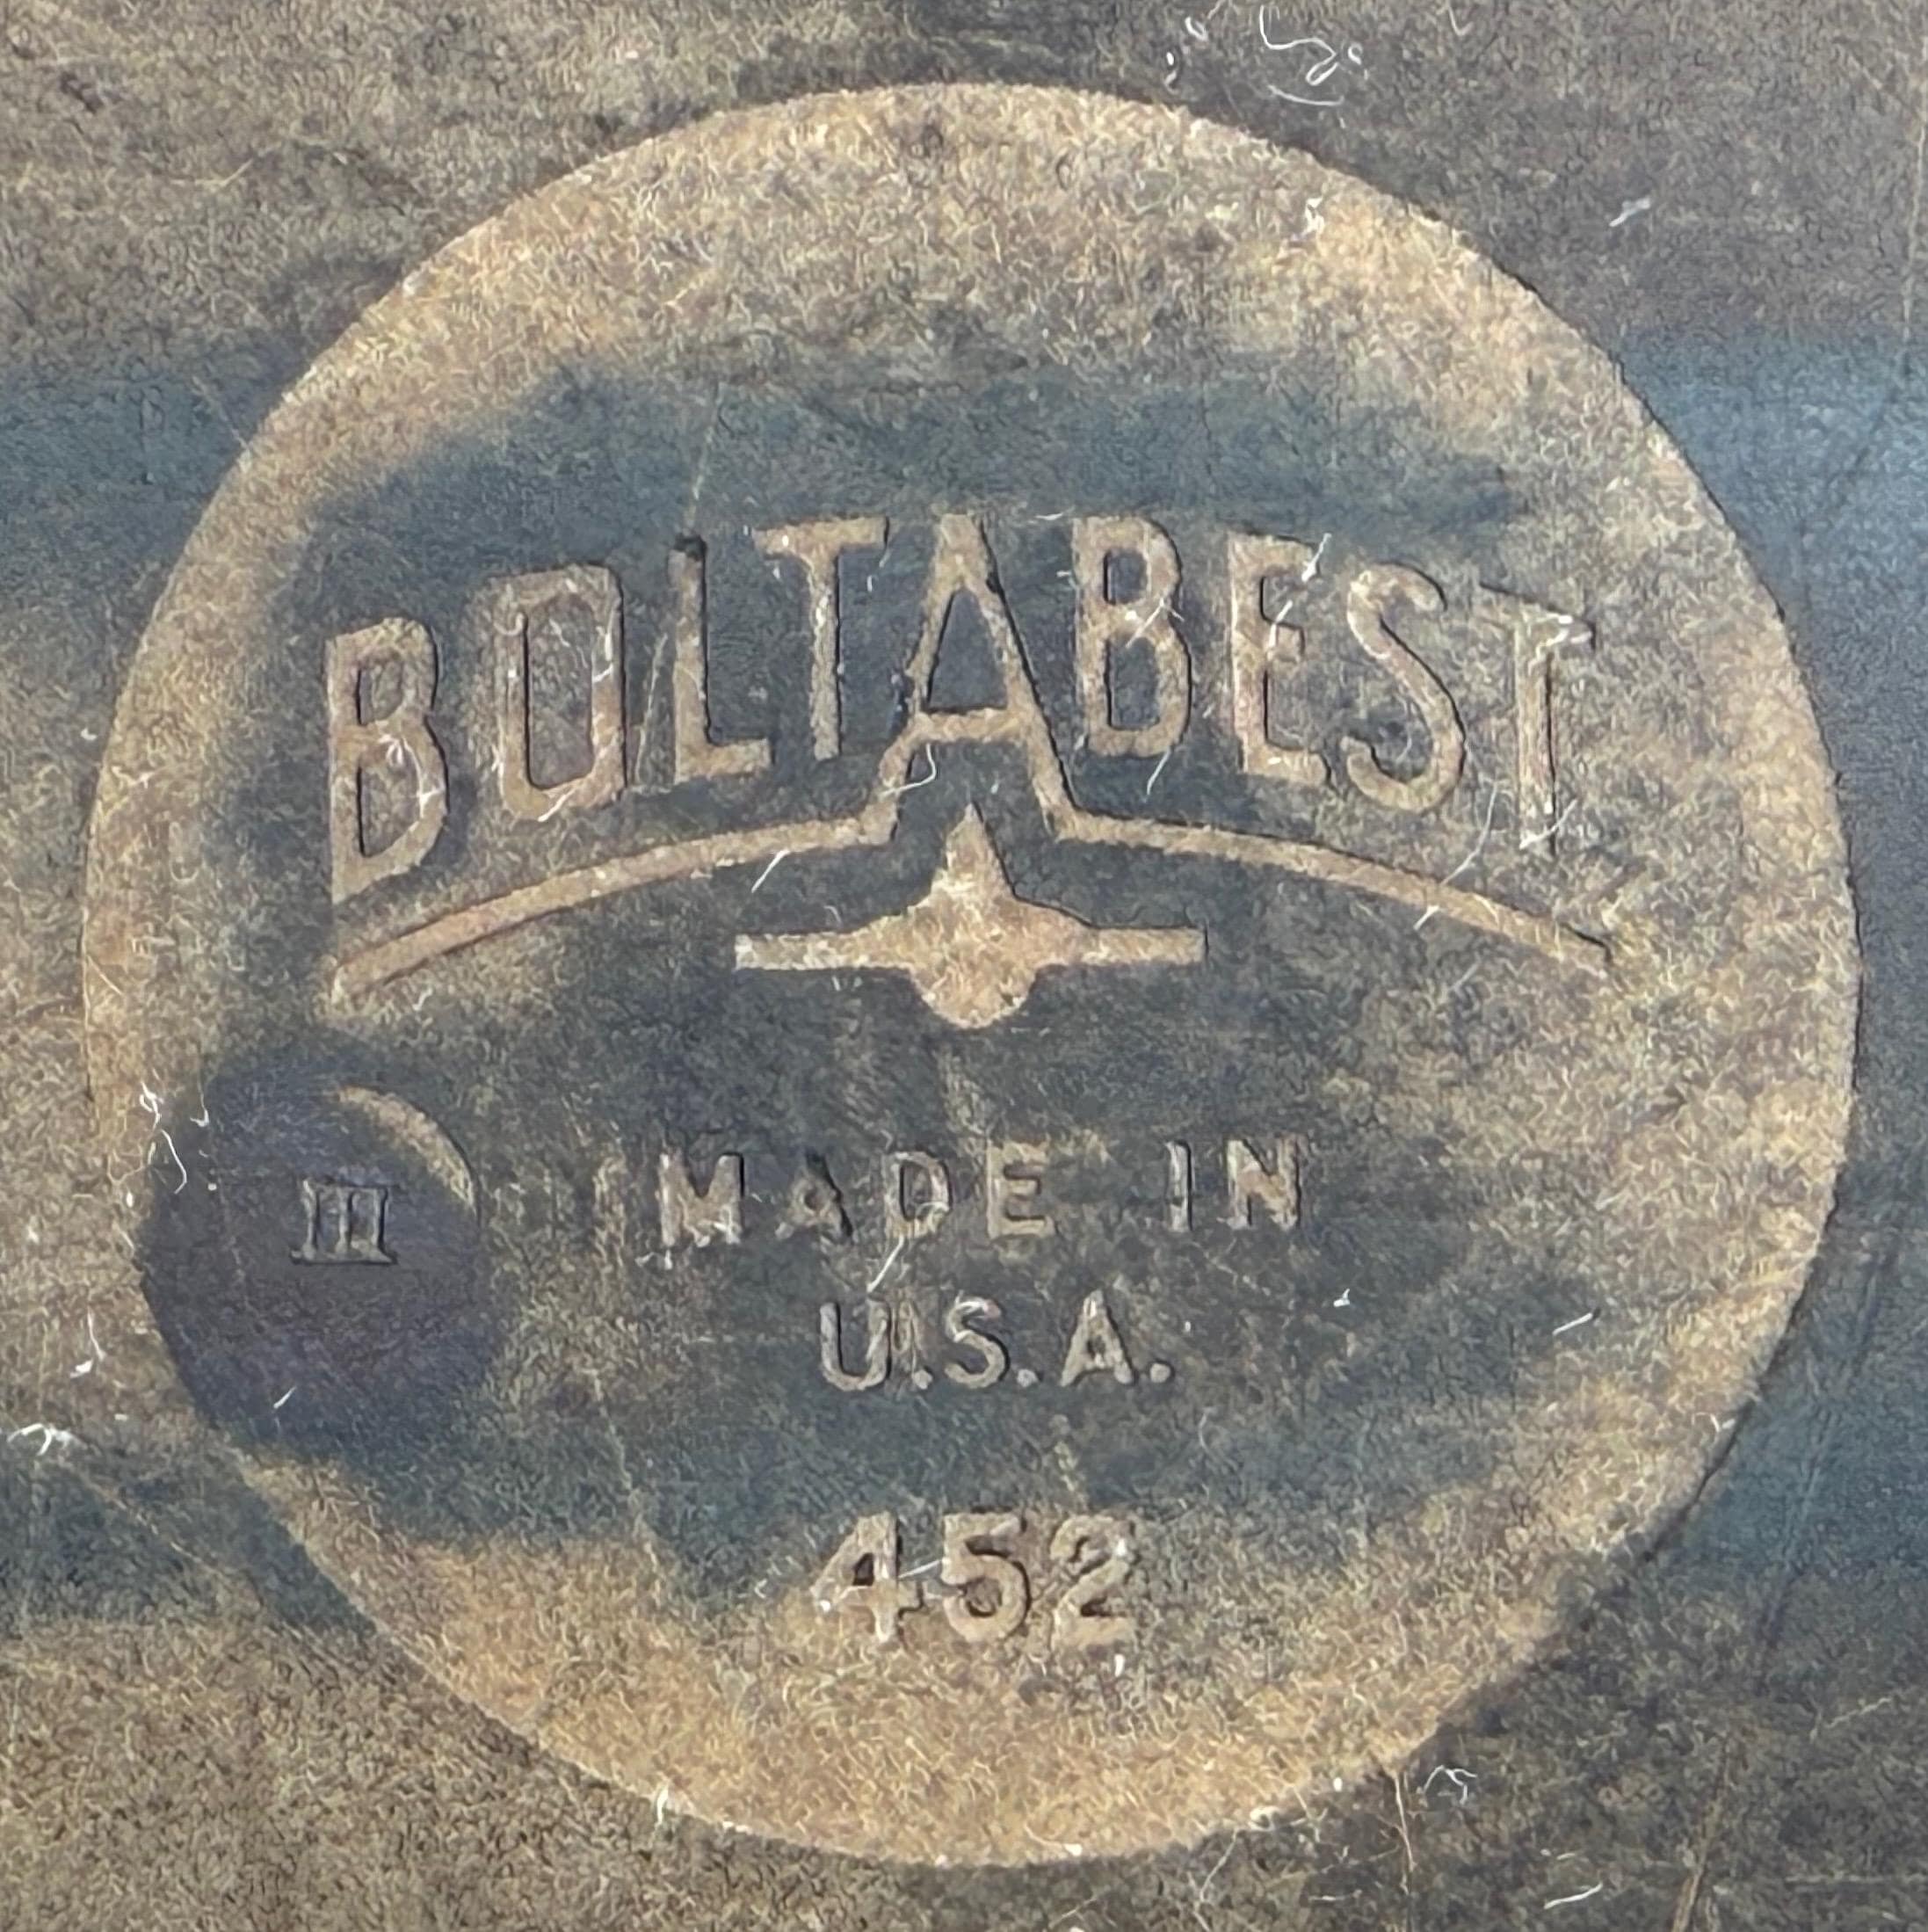 BOLTABEST
III
MADE IN
U.S.A.
452